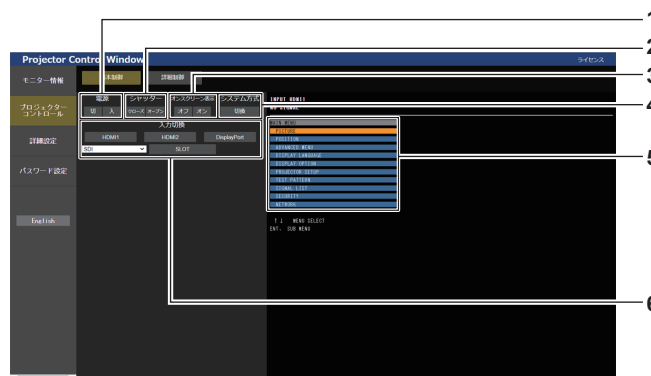 1
2
3
4
5
6
Projector Control Window
ライセンス
モニター情報
基本制御
詳細制御
プロジェクター
コントロール
詳細設定
パスワード設定
English
電源
シャッター
オンスクリーン表示
システム方式
切
入
クローズ
オープン
オフ
オン
切換
入力切換
HDMI1
HDMI2
DisplayPort
SDI
SLOT
INPUT HDMI1
NO SIGNAL
MAIN MENU
PICTURE
POSITION
ADVANCED MENU
DISPLAY LANGUAGE
DISPLAY OPTION
PROJECTOR SETUP
TEST PATTERN
SIGNAL LIST
SECURITY
NETWORK
↑↓ MENU SELECT
ENT. SUB MENU